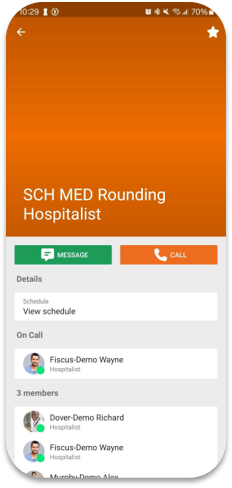 10:29
70%
SCH MED Rounding
Hospitalist
MESSAGE
CALL
Details
Schedule
View schedule
On Call
Fiscus-Demo Wayne
Hospitalist
3 members
Dover-Demo Richard
Hospitalist
Fiscus-Demo Wayne
Hospitalist
Murphy-Demo Alex